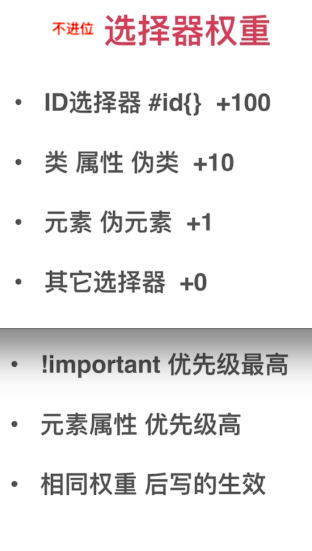 不进位 选择器权重
• ID选择器 #id{} +100
• 类 属性 伪类 +10
• 元素 伪元素 +1
• 其它选择器 +0
• !important 优先级最高
• 元素属性 优先级高
• 相同权重 后写的生效